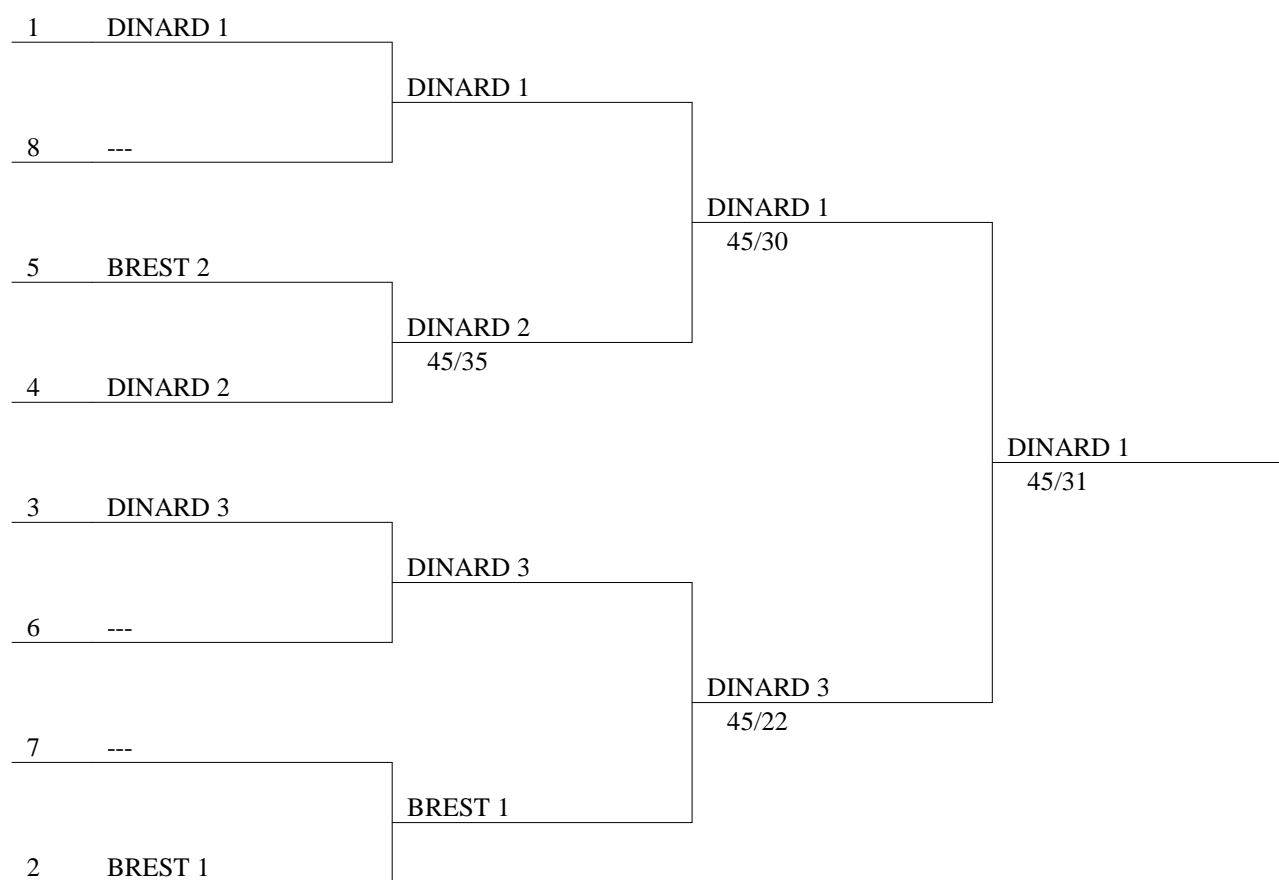 1 DINARD 1
DINARD 1
8 ---
DINARD 1
45/30
5 BREST 2
DINARD 2
45/35
4 DINARD 2
DINARD 1
45/31
3 DINARD 3
DINARD 3
6 ---
DINARD 3
45/22
7 ---
BREST 1
2 BREST 1